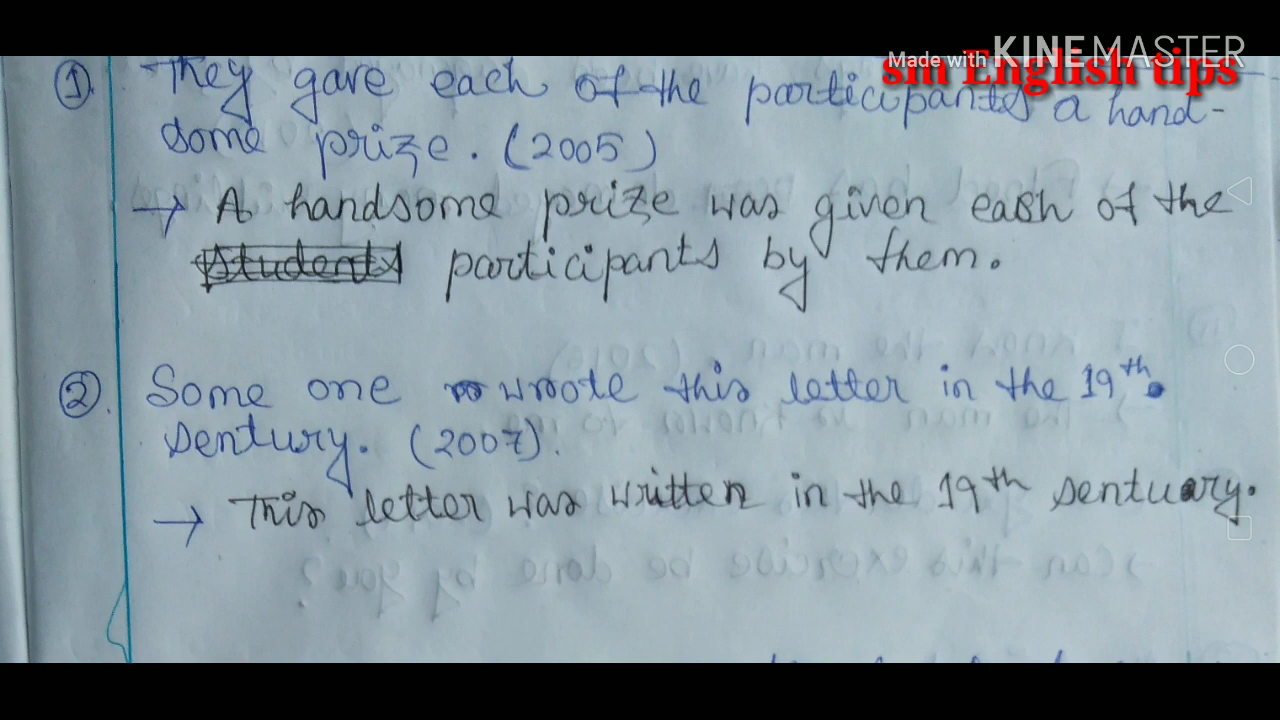 Made with KINEMASTER
sm English tips
① They gave each of the participants a hand-
some prize. (2005)
→ A handsome prize was given each of the
students participants by them.
② Some one wrote this letter in the 19th
sentury. (2007).
→ This letter was written in the 19th sentuary.